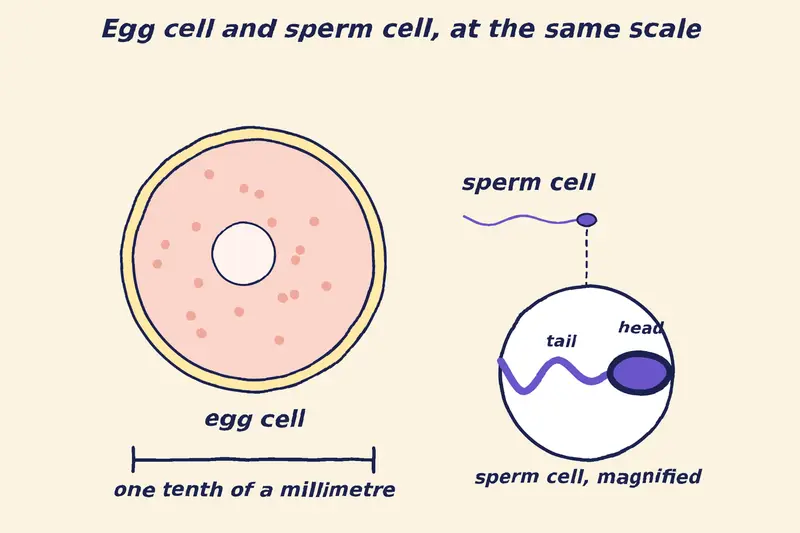 Egg cell and sperm cell, at the same scale
sperm cell
tail
head
egg cell
sperm cell, magnified
one tenth of a millimetre